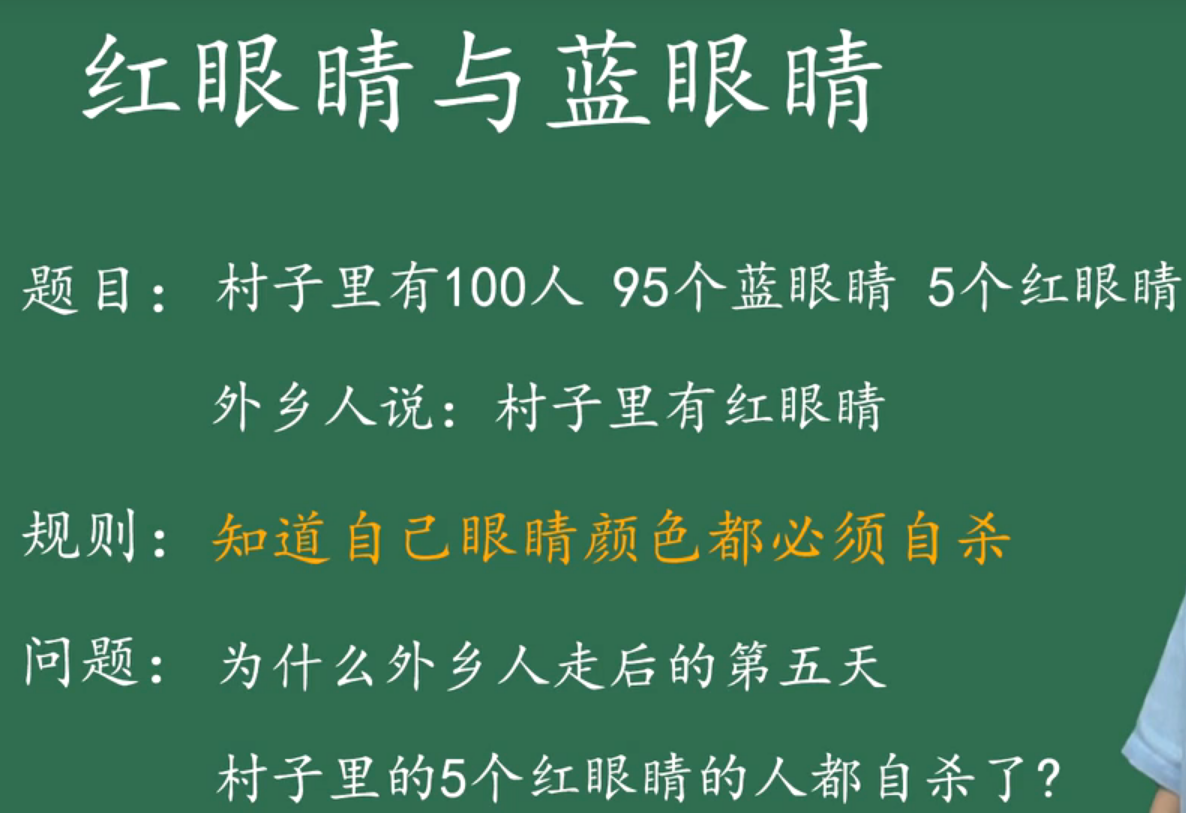 红眼睛与蓝眼睛
题目：村子里有100人 95个蓝眼睛 5个红眼睛
外乡人说：村子里有红眼睛
规则：知道自己眼睛颜色都必须自杀
问题：为什么外乡人走后的第五天
村子里的5个红眼睛的人都自杀了?